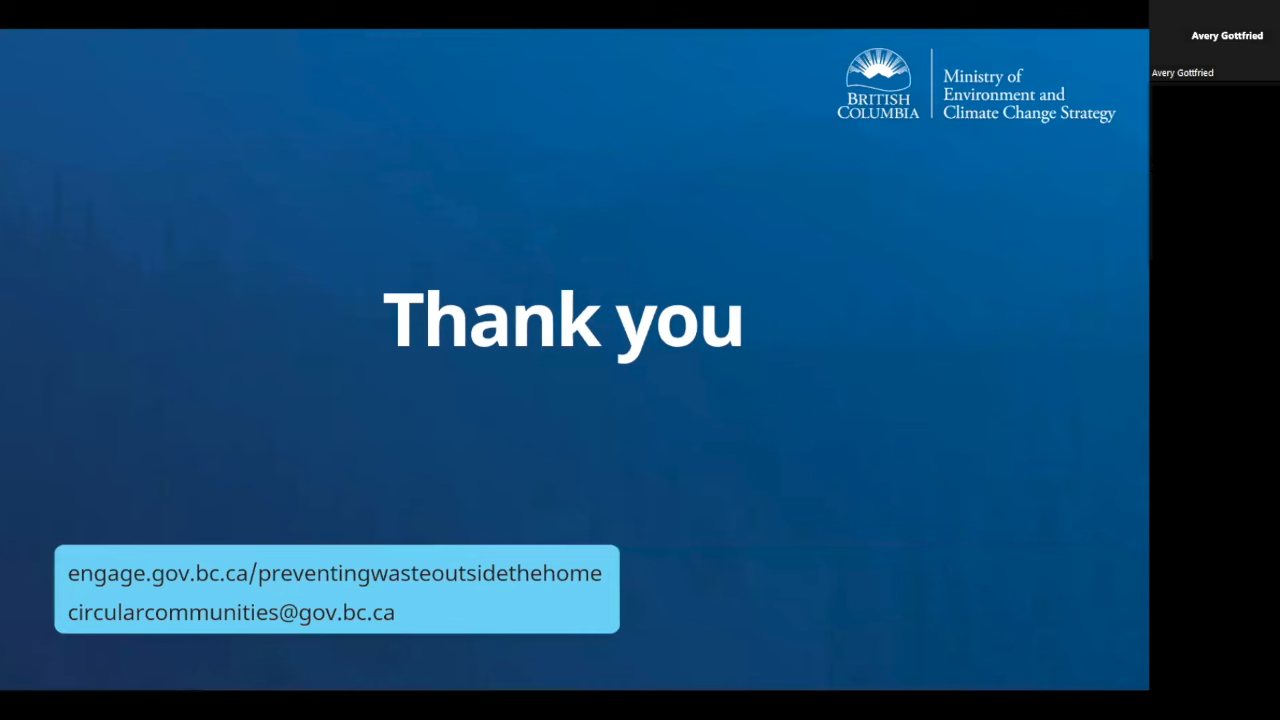 BRITISH
COLUMBIA
Ministry of
Environment and
Climate Change Strategy
Avery Gottfried
Avery Gottfried
Thank you
engage.gov.bc.ca/preventingwasteoutsidethehome
circularcommunities@gov.bc.ca